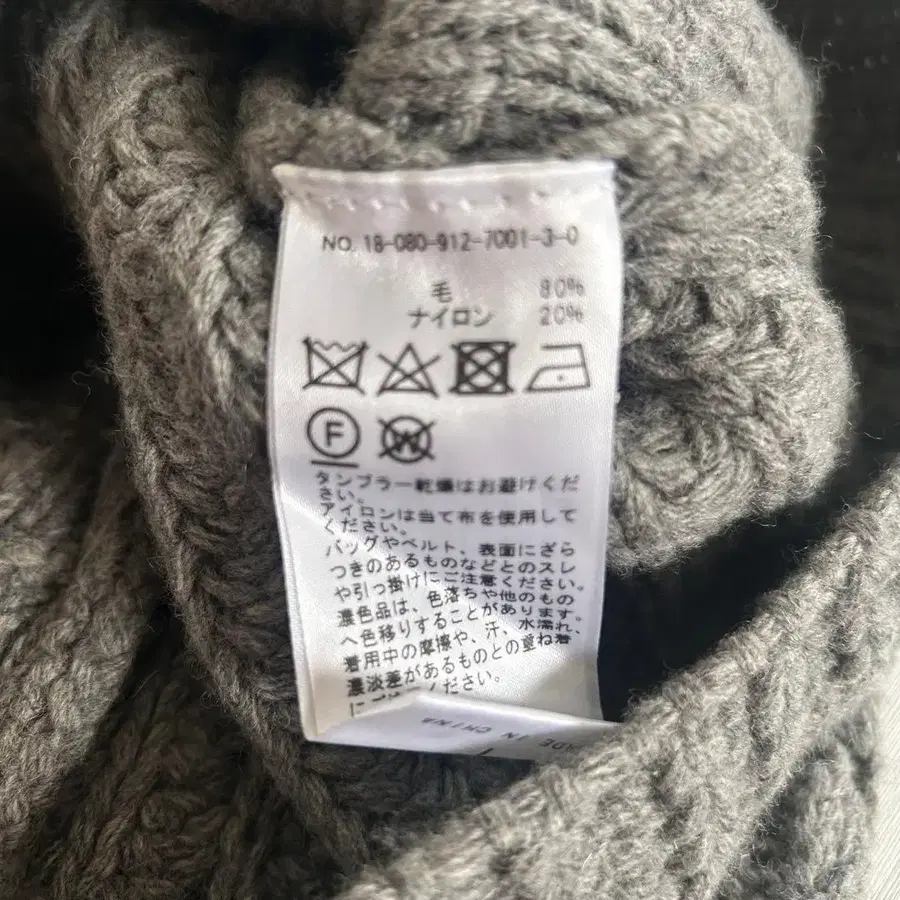 NO. 18-080-912-7001-3-0
毛 80%
ナイロン 20%
F
W
タンブラー乾燥はお避けくだ
さい。
アイロンは当て布を使用して
ください。
バッグやベルト、表面にざら
つきのあるものなどとのスレ
や引っ掛けにご注意ください。
濃色品は、色落ちや他のもの
へ色移りすることがあります。
着用中の摩擦や、汗、水濡れ、
濃淡差があるものとの重ね着
ください。
IN CHINA